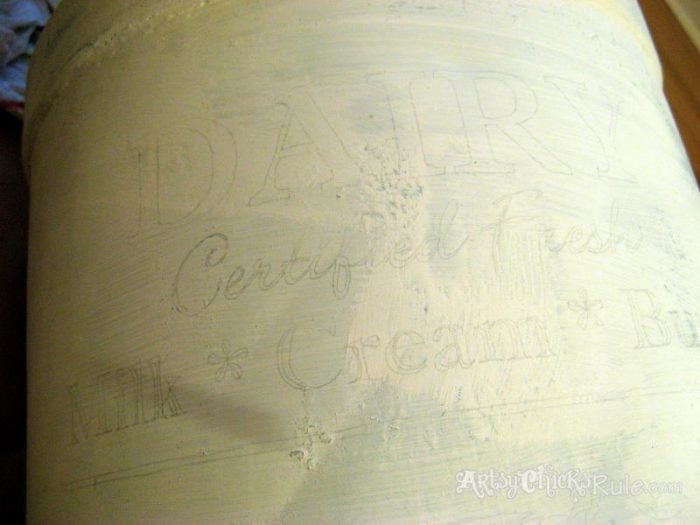 DAIRY
Certified Fresh
Milk * Cream * Bu
ArtsyChicksRule.com